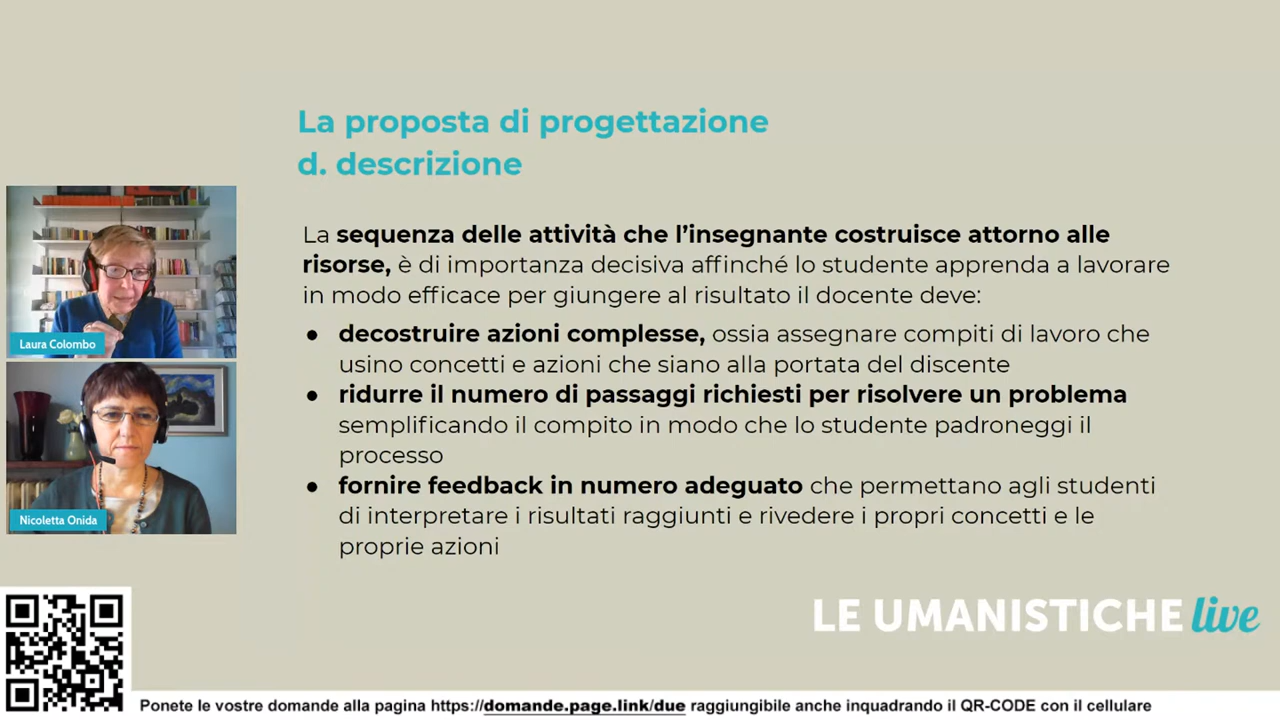 La proposta di progettazione
d. descrizione
La sequenza delle attività che l'insegnante costruisce attorno alle
risorse, è di importanza decisiva affinché lo studente apprenda a lavorare
in modo efficace per giungere al risultato il docente deve:
● decostruire azioni complesse, ossia assegnare compiti di lavoro che
usino concetti e azioni che siano alla portata del discente
● ridurre il numero di passaggi richiesti per risolvere un problema
semplificando il compito in modo che lo studente padroneggi il
processo
● fornire feedback in numero adeguato che permettano agli studenti
di interpretare i risultati raggiunti e rivedere i propri concetti e le
proprie azioni
Laura Colombo
Nicoletta Onida
LE UMANISTICHE live
Ponete le vostre domande alla pagina https://domande.page.link/due raggiungibile anche inquadrando il QR-CODE con il cellulare